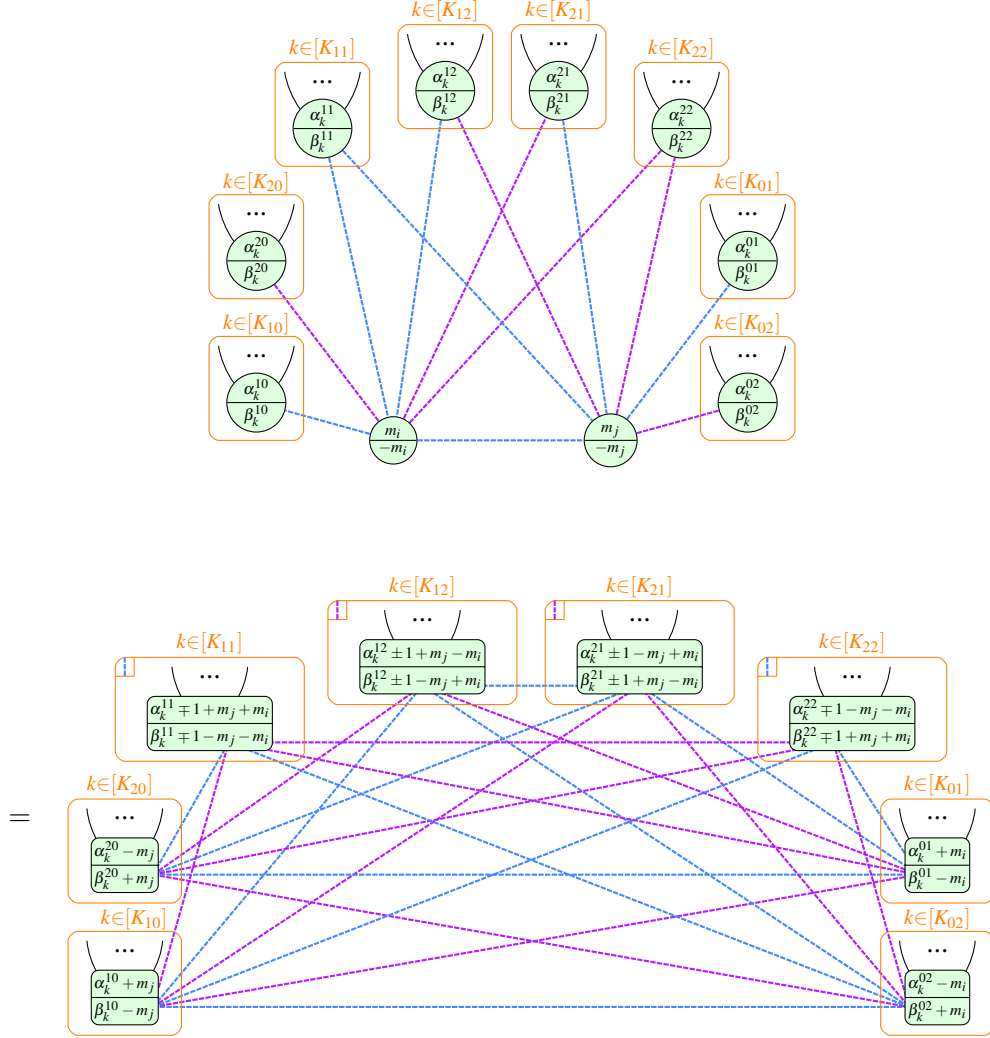 k∈[K₁₂] k∈[K₂₁]
k∈[K₁₁] ... ... k∈[K₂₂]
... α_k^{12} α_k^{21} ...
α_k^{11} β_k^{12} β_k^{21} α_k^{22}
β_k^{11} β_k^{22}
k∈[K₂₀] k∈[K₀₁]
... ...
α_k^{20} α_k^{01}
β_k^{20} β_k^{01}
k∈[K₁₀] k∈[K₀₂]
... ...
α_k^{10} α_k^{02}
β_k^{10} β_k^{02}
m_i m_j
−m_i −m_j
k∈[K₁₂] k∈[K₂₁]
... ...
k∈[K₁₁] α_k^{12} ± 1 + m_j − m_i α_k^{21} ± 1 − m_j + m_i k∈[K₂₂]
... β_k^{12} ± 1 − m_j + m_i β_k^{21} ± 1 + m_j − m_i ...
α_k^{11} ∓ 1 + m_j + m_i α_k^{22} ∓ 1 − m_j − m_i
β_k^{11} ∓ 1 − m_j − m_i β_k^{22} ∓ 1 + m_j + m_i
k∈[K₂₀] k∈[K₀₁]
= ... ...
α_k^{20} − m_j α_k^{01} + m_i
β_k^{20} + m_j β_k^{01} − m_i
k∈[K₁₀] k∈[K₀₂]
... ...
α_k^{10} + m_j α_k^{02} − m_i
β_k^{10} − m_j β_k^{02} + m_i